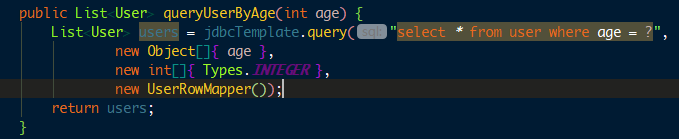 public List<User> queryUserByAge(int age) {
List<User> users = jdbcTemplate.query( sql: "select * from user where age = ?",
new Object[]{ age },
new int[]{ Types.INTEGER },
new UserRowMapper());
return users;
}